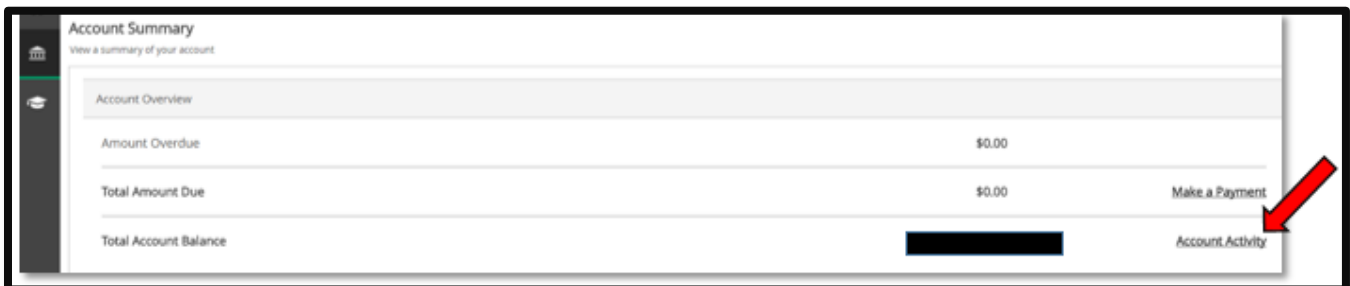 Account Summary
View a summary of your account
Account Overview
Amount Overdue $0.00
Total Amount Due $0.00 Make a Payment
Total Account Balance Account Activity